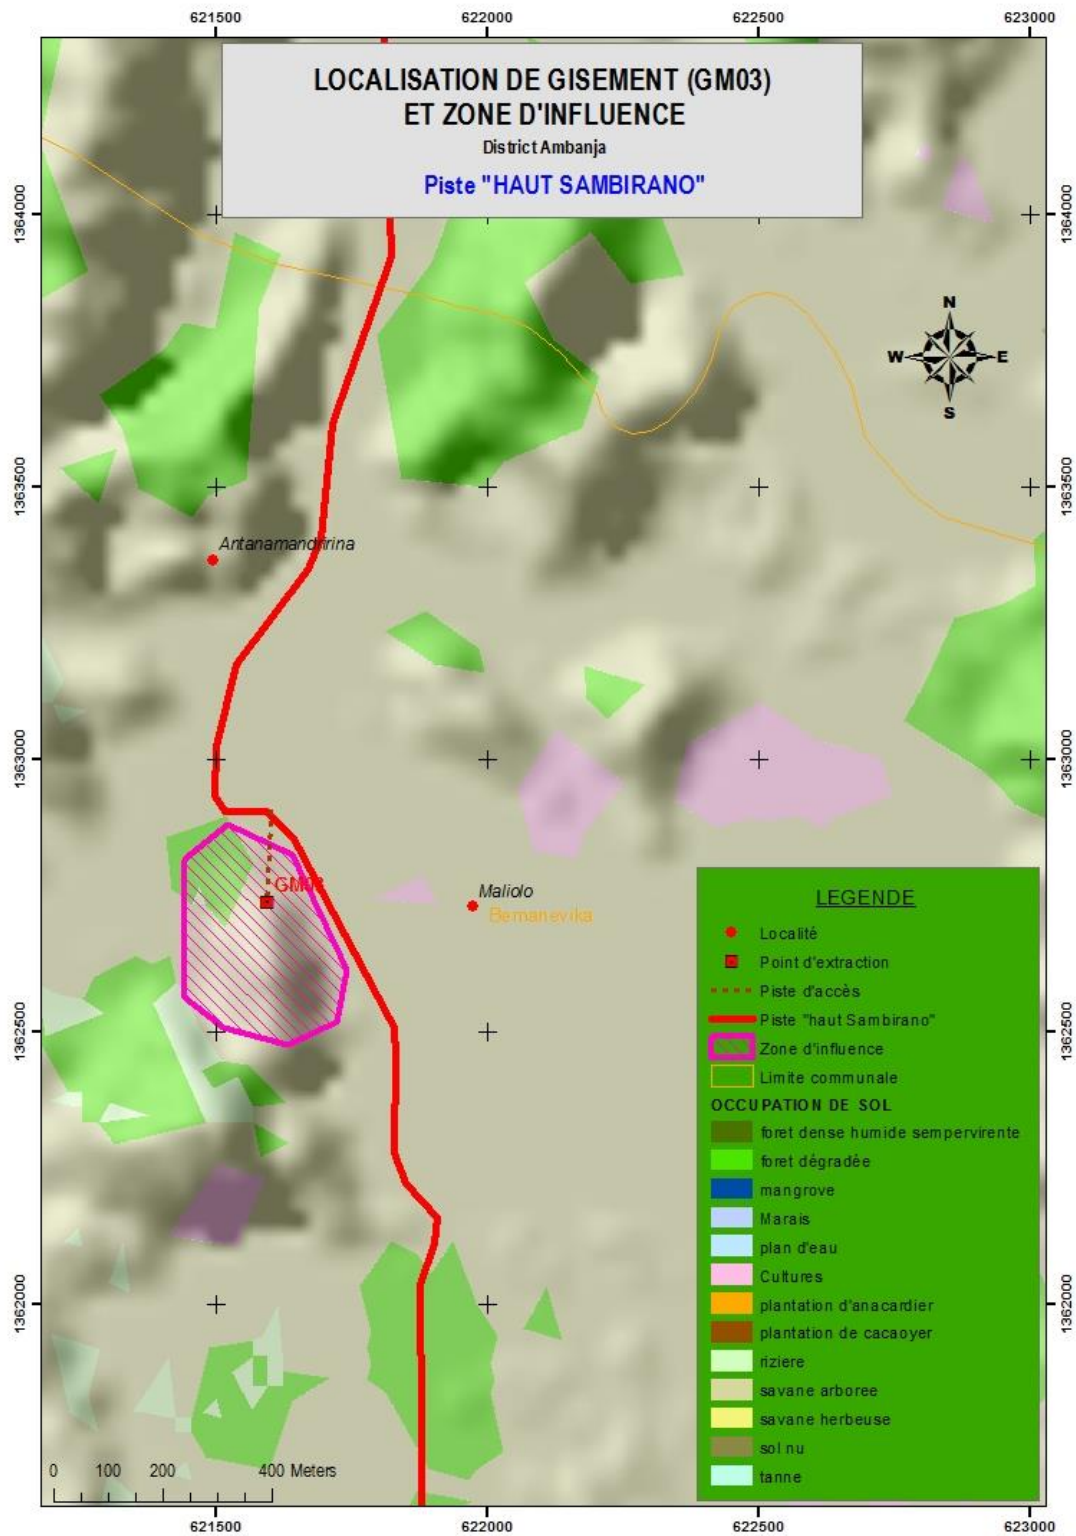 621500 622000 622500 623000
LOCALISATION DE GISEMENT (GM03)
ET ZONE D'INFLUENCE
District Ambanja
Piste "HAUT SAMBIRANO"
1364000 1364000
N
W E
S
1363500 1363500
Antanamandririna
1363000 1363000
GM03
Maliolo
Bemanevika
LEGENDE
Localité
Point d'extraction
Piste d'accès
Piste "haut Sambirano"
Zone d'influence
Limite communale
OCCUPATION DE SOL
foret dense humide sempervirente
foret dégradée
mangrove
Marais
plan d'eau
Cultures
plantation d'anacardier
plantation de cacaoyer
riziere
savane arboree
savane herbeuse
sol nu
tanne
1362500 1362500
1362000 1362000
0 100 200 400 Meters
621500 622000 622500 623000